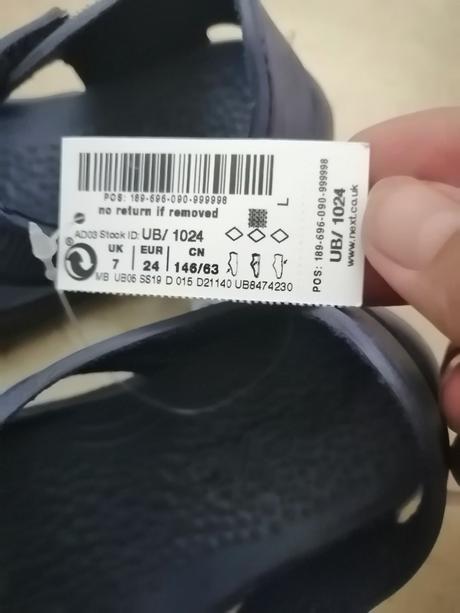 POS: 189-696-090-999998
no return if removed
L
AD03 Stock ID: UB/ 1024
UK EUR CN
7 24 146/63
MB UB06 SS19 D 015 D21140 UB8474230
POS: 189-696-090-999998
UB/ 1024
www.next.co.uk